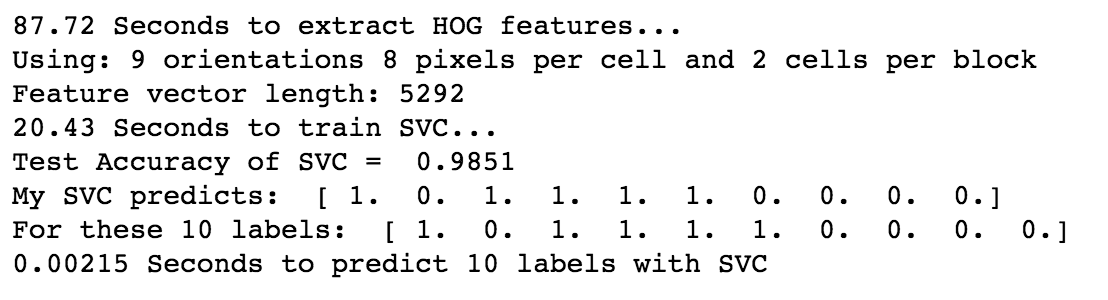 87.72 Seconds to extract HOG features...
Using: 9 orientations 8 pixels per cell and 2 cells per block
Feature vector length: 5292
20.43 Seconds to train SVC...
Test Accuracy of SVC =  0.9851
My SVC predicts:  [ 1.  0.  1.  1.  1.  1.  0.  0.  0.  0.]
For these 10 labels:  [ 1.  0.  1.  1.  1.  1.  0.  0.  0.  0.]
0.00215 Seconds to predict 10 labels with SVC